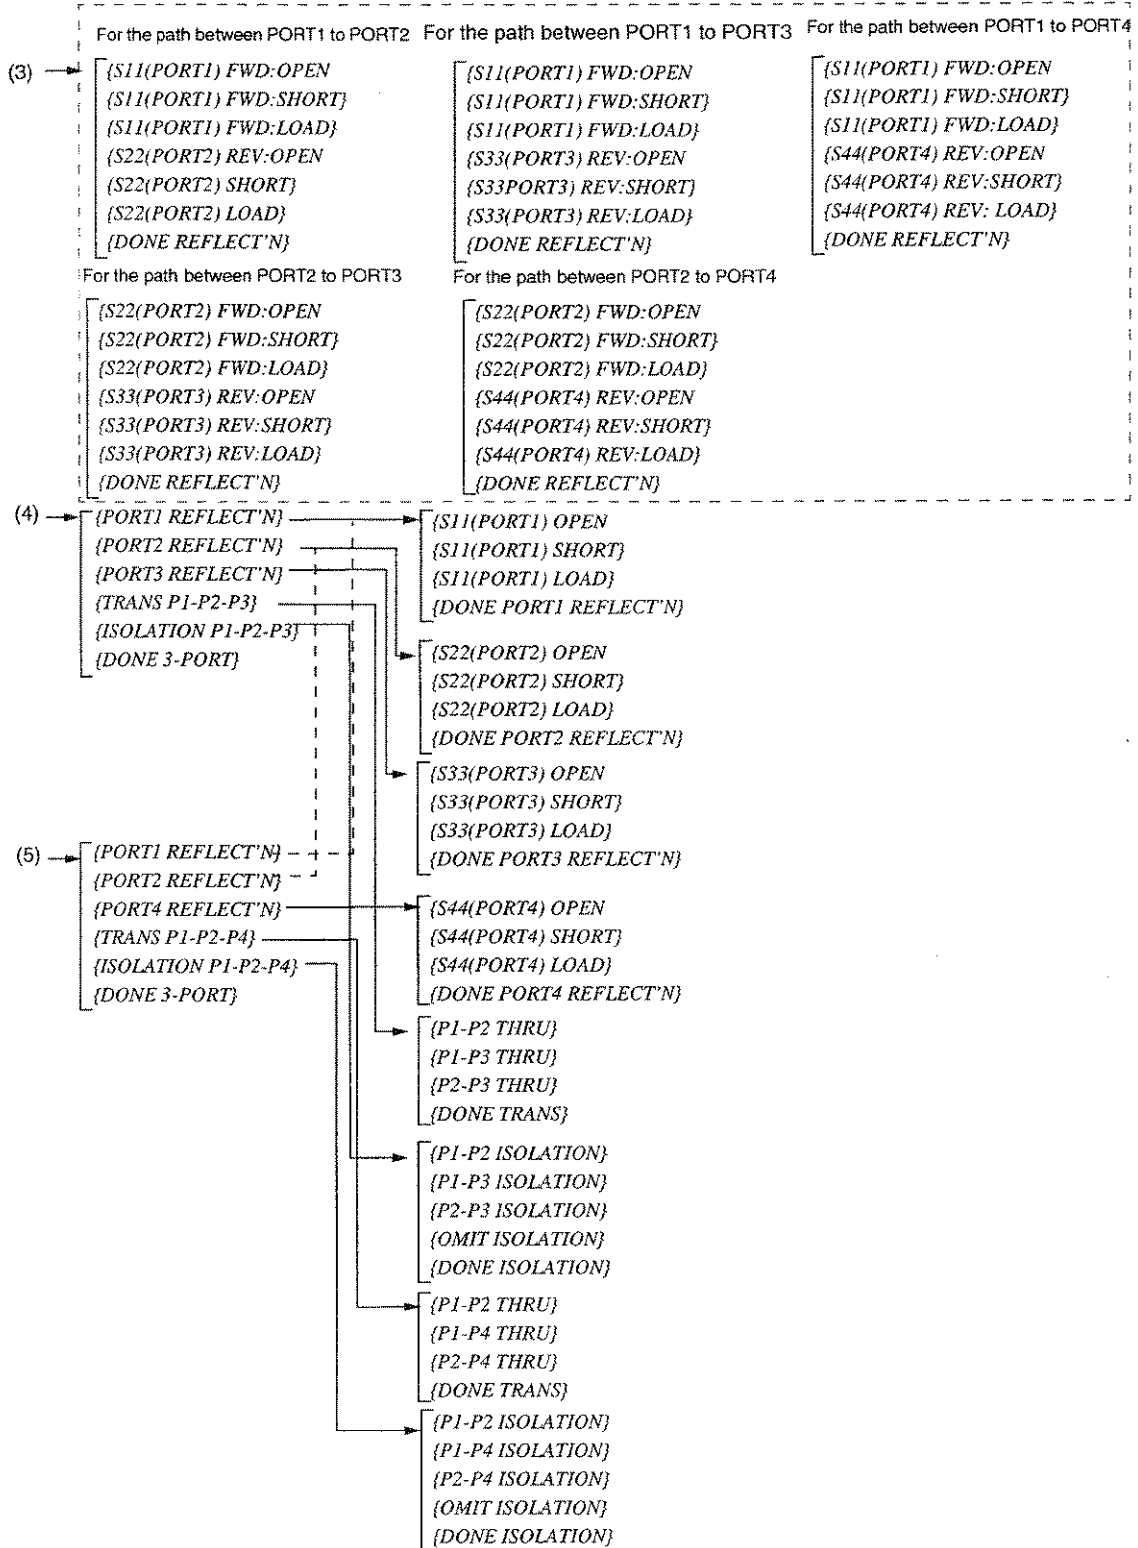 For the path between PORT1 to PORT2
(3)
{S11(PORT1) FWD:OPEN
{S11(PORT1) FWD:SHORT}
{S11(PORT1) FWD:LOAD}
{S22(PORT2) REV:OPEN
{S22(PORT2) SHORT}
{S22(PORT2) LOAD}
{DONE REFLECT'N}
For the path between PORT1 to PORT3
{S11(PORT1) FWD:OPEN
{S11(PORT1) FWD:SHORT}
{S11(PORT1) FWD:LOAD}
{S33(PORT3) REV:OPEN
{S33PORT3) REV:SHORT}
{S33(PORT3) REV:LOAD}
{DONE REFLECT'N}
For the path between PORT1 to PORT4
{S11(PORT1) FWD:OPEN
{S11(PORT1) FWD:SHORT}
{S11(PORT1) FWD:LOAD}
{S44(PORT4) REV:OPEN
{S44(PORT4) REV:SHORT}
{S44(PORT4) REV: LOAD}
{DONE REFLECT'N}
For the path between PORT2 to PORT3
{S22(PORT2) FWD:OPEN
{S22(PORT2) FWD:SHORT}
{S22(PORT2) FWD:LOAD}
{S33(PORT3) REV:OPEN
{S33(PORT3) REV:SHORT}
{S33(PORT3) REV:LOAD}
{DONE REFLECT'N}
For the path between PORT2 to PORT4
{S22(PORT2) FWD:OPEN
{S22(PORT2) FWD:SHORT}
{S22(PORT2) FWD:LOAD}
{S44(PORT4) REV:OPEN
{S44(PORT4) REV:SHORT}
{S44(PORT4) REV:LOAD}
{DONE REFLECT'N}
(4)
{PORT1 REFLECT'N}
{PORT2 REFLECT'N}
{PORT3 REFLECT'N}
{TRANS P1-P2-P3}
{ISOLATION P1-P2-P3}
{DONE 3-PORT}
{S11(PORT1) OPEN
{S11(PORT1) SHORT}
{S11(PORT1) LOAD}
{DONE PORT1 REFLECT'N}
{S22(PORT2) OPEN
{S22(PORT2) SHORT}
{S22(PORT2) LOAD}
{DONE PORT2 REFLECT'N}
{S33(PORT3) OPEN
{S33(PORT3) SHORT}
{S33(PORT3) LOAD}
{DONE PORT3 REFLECT'N}
(5)
{PORT1 REFLECT'N}
{PORT2 REFLECT'N}
{PORT4 REFLECT'N}
{TRANS P1-P2-P4}
{ISOLATION P1-P2-P4}
{DONE 3-PORT}
{S44(PORT4) OPEN
{S44(PORT4) SHORT}
{S44(PORT4) LOAD}
{DONE PORT4 REFLECT'N}
{P1-P2 THRU}
{P1-P3 THRU}
{P2-P3 THRU}
{DONE TRANS}
{P1-P2 ISOLATION}
{P1-P3 ISOLATION}
{P2-P3 ISOLATION}
{OMIT ISOLATION}
{DONE ISOLATION}
{P1-P2 THRU}
{P1-P4 THRU}
{P2-P4 THRU}
{DONE TRANS}
{P1-P2 ISOLATION}
{P1-P4 ISOLATION}
{P2-P4 ISOLATION}
{OMIT ISOLATION}
{DONE ISOLATION}